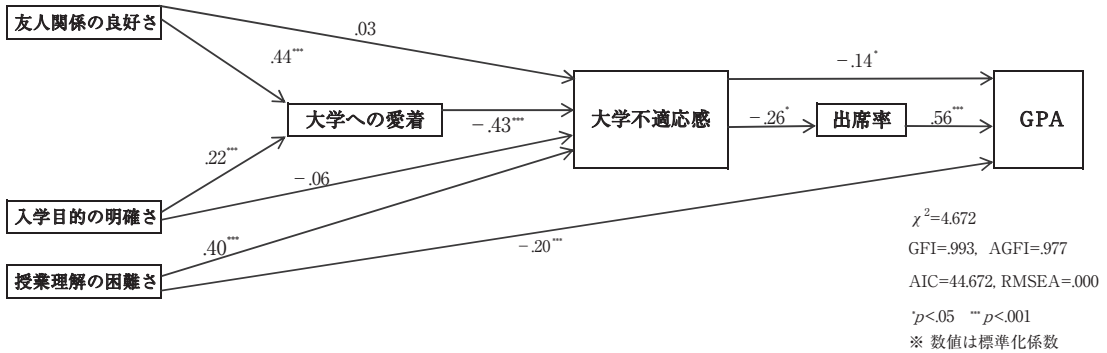 友人関係の良好さ
.03
.44***
大学への愛着
−.43***
大学不適応感
−.14*
−.26*
出席率
.56***
GPA
.22***
−.06
入学目的の明確さ
.40***
−.20***
授業理解の困難さ
χ²=4.672
GFI=.993, AGFI=.977
AIC=44.672, RMSEA=.000
*p<.05 ***p<.001
※ 数値は標準化係数